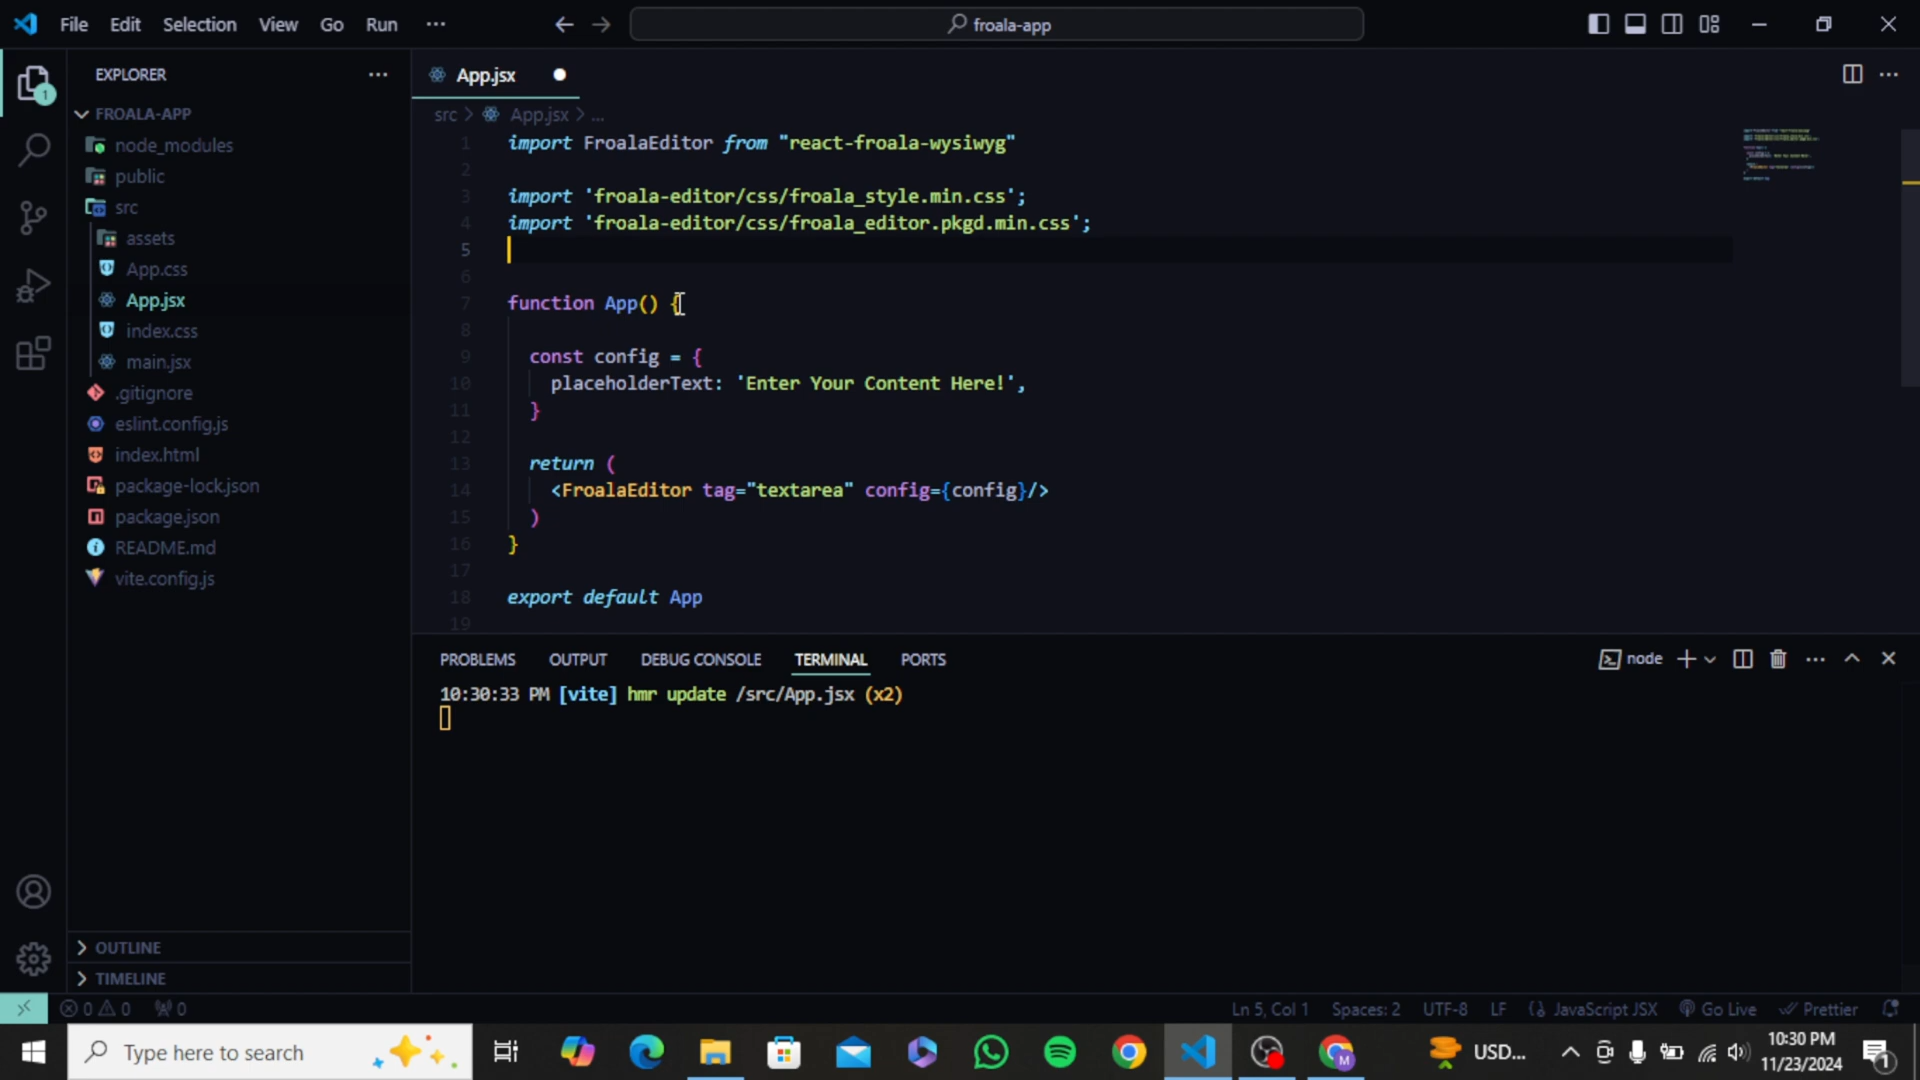 File Edit Selection View Go Run ...
froala-app
EXPLORER
FROALA-APP
node_modules
public
src
assets
App.css
App.jsx
index.css
main.jsx
.gitignore
eslint.config.js
index.html
package-lock.json
package.json
README.md
vite.config.js
OUTLINE
TIMELINE
1
App.jsx
src > App.jsx > ...
1 import FroalaEditor from "react-froala-wysiwyg"
2
3 import 'froala-editor/css/froala_style.min.css';
4 import 'froala-editor/css/froala_editor.pkgd.min.css';
5
6
7 function App() {
8
9 const config = {
10 placeholderText: 'Enter Your Content Here!',
11 }
12
13 return (
14 <FroalaEditor tag="textarea" config={config}/>
15 )
16 }
17
18 export default App
19
PROBLEMS OUTPUT DEBUG CONSOLE TERMINAL PORTS
node
10:30:33 PM [vite] hmr update /src/App.jsx (x2)
0 0 0
Ln 5, Col 1 Spaces: 2 UTF-8 LF {} JavaScript JSX Go Live Prettier
Type here to search
M
USD...
10:30 PM
11/23/2024
1